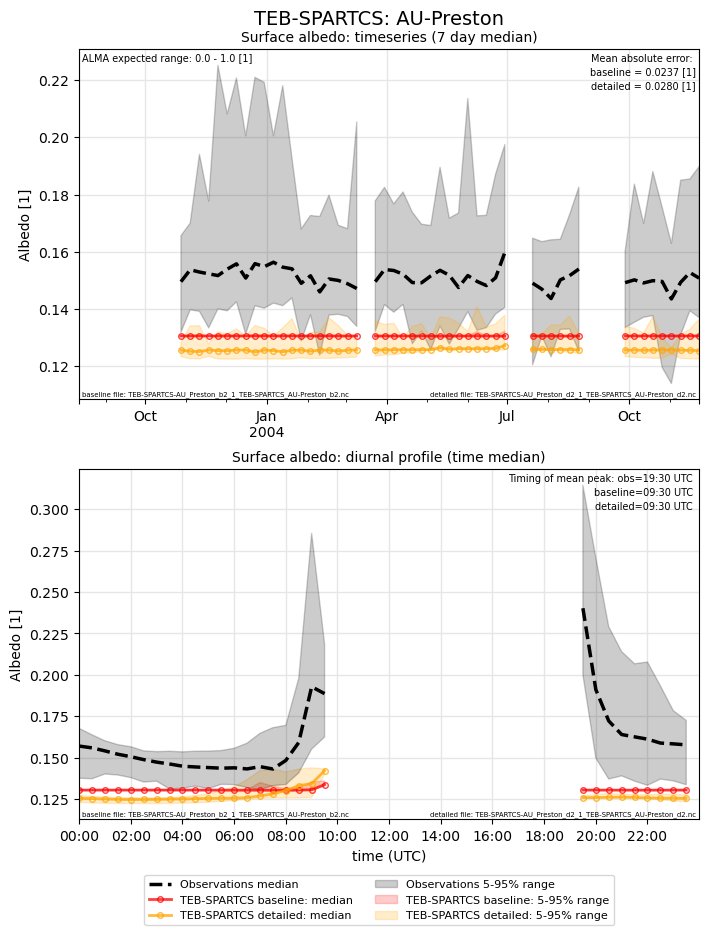 TEB-SPARTCS: AU-Preston
Surface albedo: timeseries (7 day median)
ALMA expected range: 0.0 - 1.0 [1]
Mean absolute error:
baseline = 0.0237 [1]
detailed = 0.0280 [1]
0.22
0.20
0.18
0.16
0.14
0.12
Albedo [1]
baseline file: TEB-SPARTCS-AU_Preston_b2_1_TEB-SPARTCS_AU-Preston_b2.nc
detailed file: TEB-SPARTCS-AU_Preston_d2_1_TEB-SPARTCS_AU-Preston_d2.nc
Oct Jan Apr Jul Oct
2004
Surface albedo: diurnal profile (time median)
Timing of mean peak: obs=19:30 UTC
baseline=09:30 UTC
detailed=09:30 UTC
0.300
0.275
0.250
0.225
0.200
0.175
0.150
0.125
Albedo [1]
baseline file: TEB-SPARTCS-AU_Preston_b2_1_TEB-SPARTCS_AU-Preston_b2.nc
detailed file: TEB-SPARTCS-AU_Preston_d2_1_TEB-SPARTCS_AU-Preston_d2.nc
00:00 02:00 04:00 06:00 08:00 10:00 12:00 14:00 16:00 18:00 20:00 22:00
time (UTC)
Observations median
TEB-SPARTCS baseline: median
TEB-SPARTCS detailed: median
Observations 5-95% range
TEB-SPARTCS baseline: 5-95% range
TEB-SPARTCS detailed: 5-95% range